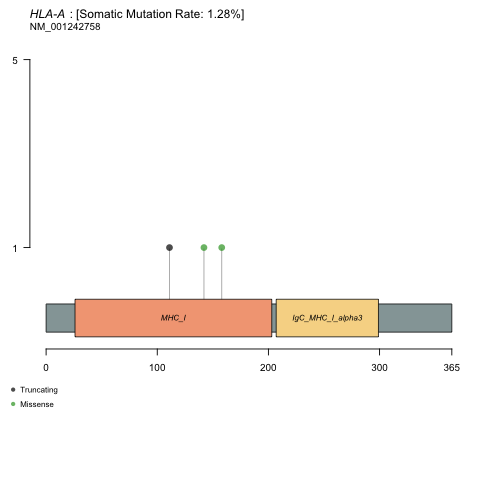 HLA-A : [Somatic Mutation Rate: 1.28%]
NM_001242758
5
1
MHC_I
IgC_MHC_I_alpha3
0 100 200 300 365
Truncating
Missense